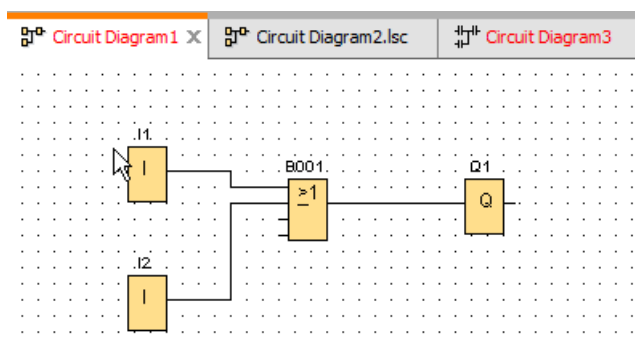 Circuit Diagram1 X Circuit Diagram2.lsc Circuit Diagram3
I1
I
B001
≥1
Q1
Q
I2
I